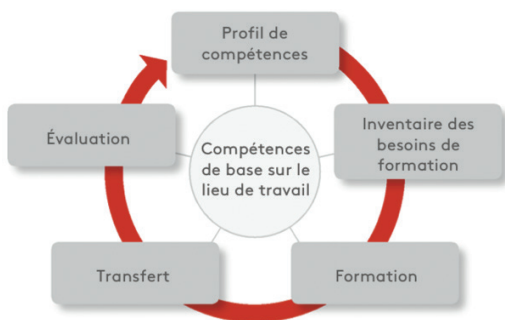 Profil de
compétences
Inventaire des
besoins de
formation
Formation
Transfert
Évaluation
Compétences
de base sur le
lieu de travail